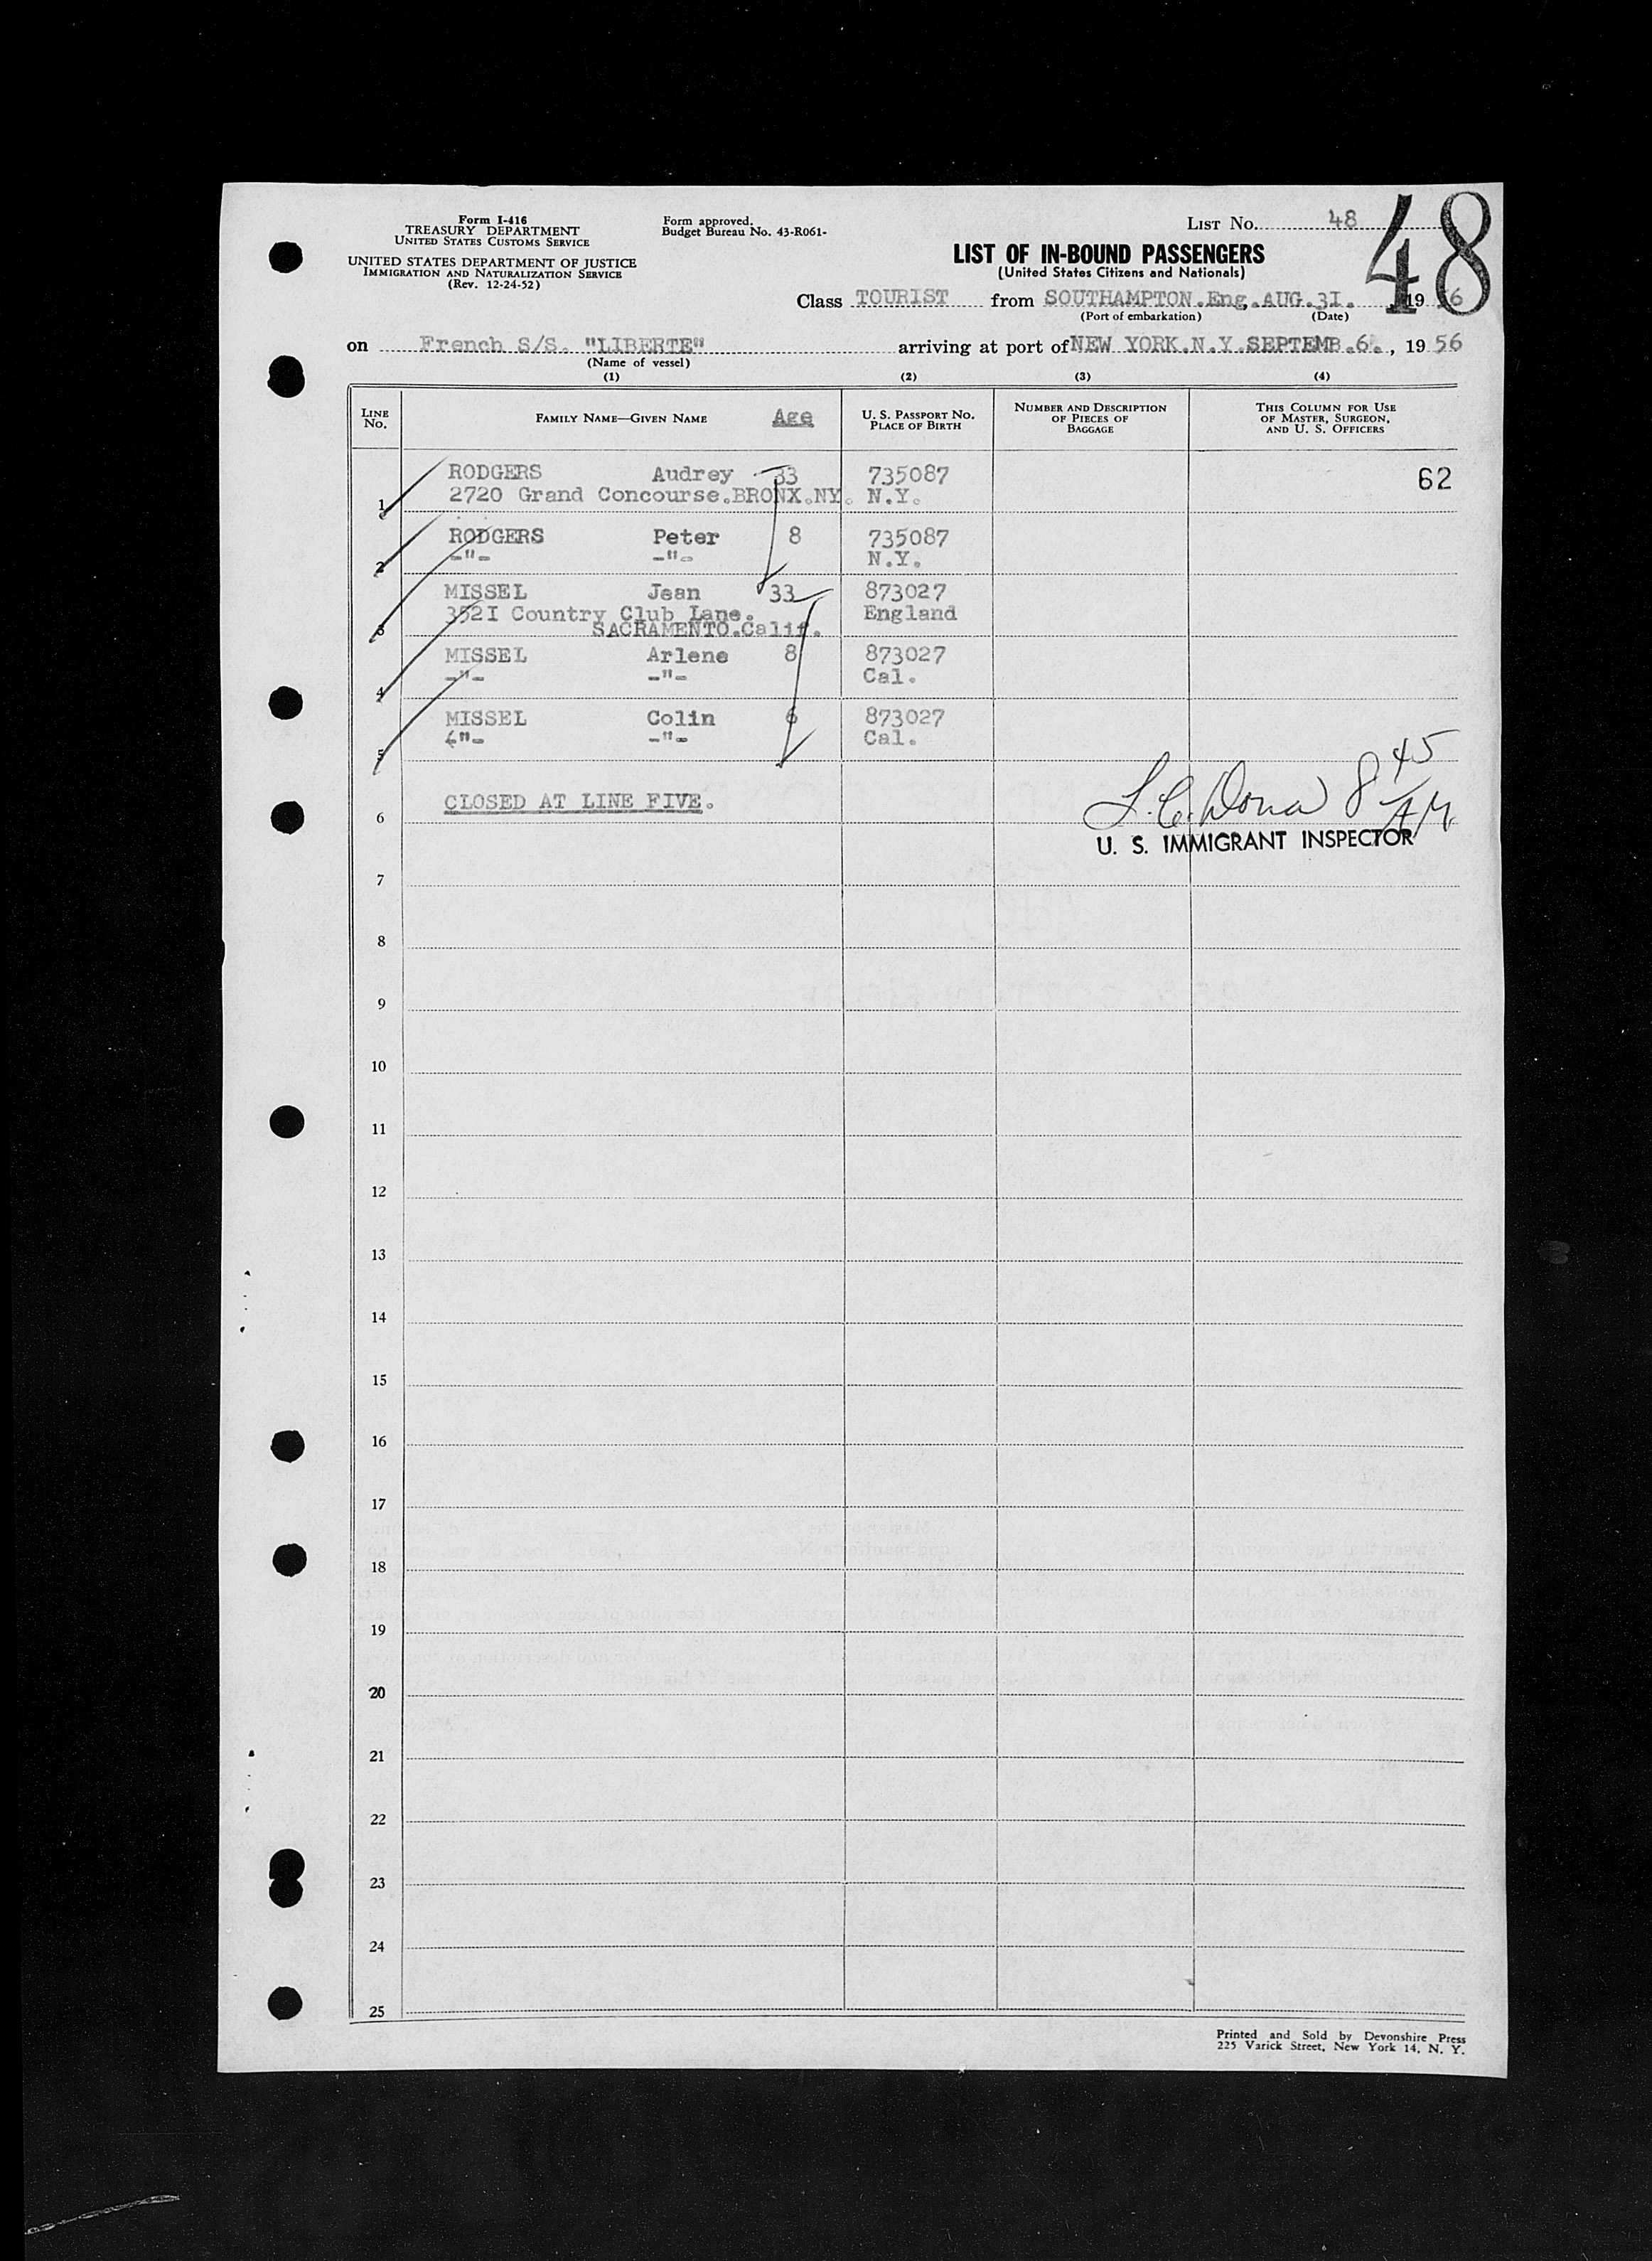 Form I-416
TREASURY DEPARTMENT
UNITED STATES CUSTOMS SERVICE
UNITED STATES DEPARTMENT OF JUSTICE
IMMIGRATION AND NATURALIZATION SERVICE
(Rev. 12-24-52)
Form approved.
Budget Bureau No. 43-R061-
LIST No. 48
48
LIST OF IN-BOUND PASSENGERS
(United States Citizens and Nationals)
Class TOURIST from SOUTHAMPTON.Eng.AUG.3I. 19 56
(Port of embarkation) (Date)
on French S/S. "LIBERTE" arriving at port of NEW YORK.N.Y.SEPTEMB.6., 19 56
(Name of vessel)
(1) (2) (3) (4)
LINE No. FAMILY NAME—GIVEN NAME Age U. S. PASSPORT NO. PLACE OF BIRTH NUMBER AND DESCRIPTION OF PIECES OF BAGGAGE THIS COLUMN FOR USE OF MASTER, SURGEON, AND U. S. OFFICERS
RODGERS Audrey 33 735087 62
1 2720 Grand Concourse.BRONX.NY. N.Y.
RODGERS Peter 8 735087
2 -"- -"- N.Y.
MISSEL Jean 33 873027
352I Country Club Lane. England
3 SACRAMENTO.Calif.
MISSEL Arlene 8 873027
4 -"- -"- Cal.
MISSEL Colin 6 873027
5 -"- -"- Cal.
6 CLOSED AT LINE FIVE.
8 45 AM
U. S. IMMIGRANT INSPECTOR
7
8
9
10
11
12
13
14
15
16
17
18
19
20
21
22
23
24
25
Printed and Sold by Devonshire Press
225 Varick Street, New York 14, N. Y.